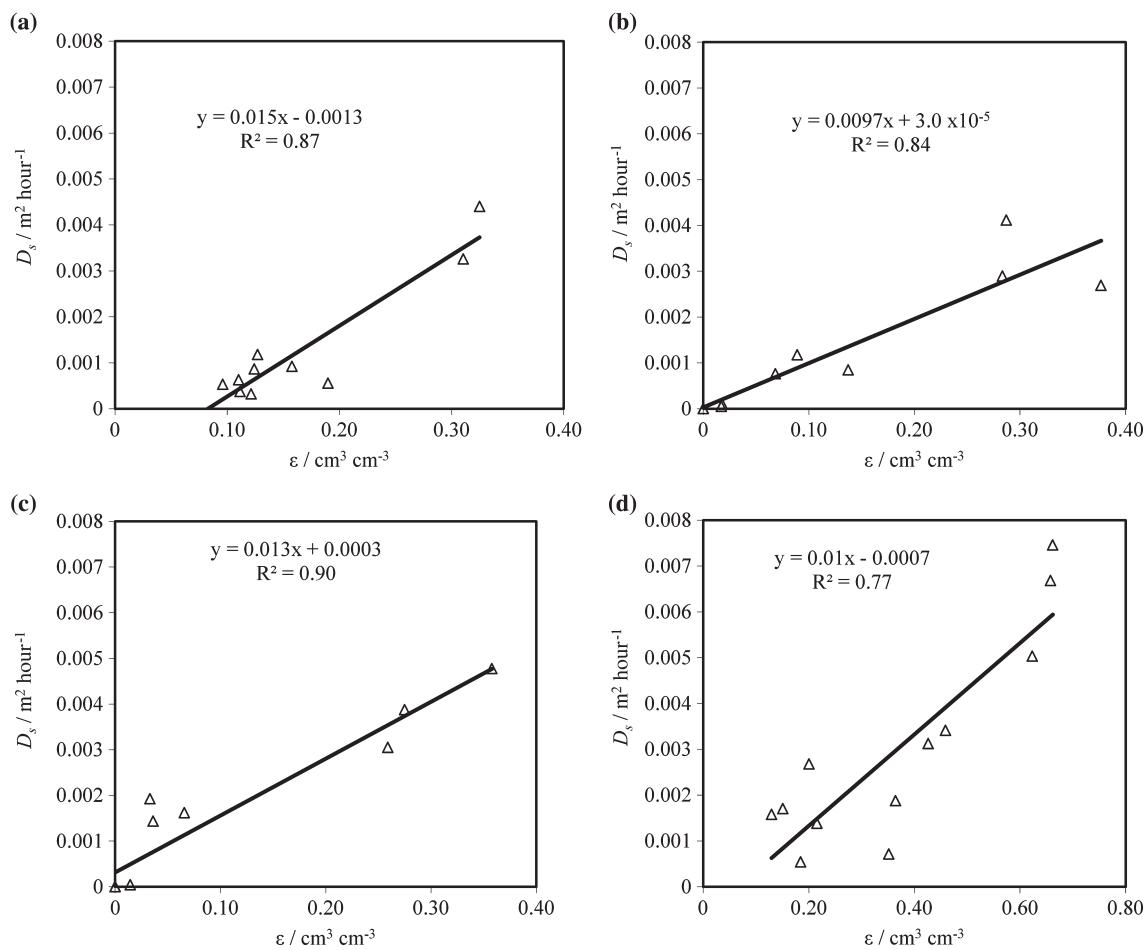 (a)
0.008
0.007
0.006
0.005
0.004
0.003
0.002
0.001
0
D_s / m² hour⁻¹
y = 0.015x - 0.0013
R² = 0.87
0 0.10 0.20 0.30 0.40
ε / cm³ cm⁻³
(b)
0.008
0.007
0.006
0.005
0.004
0.003
0.002
0.001
0
D_s / m² hour⁻¹
y = 0.0097x + 3.0 x10⁻⁵
R² = 0.84
0 0.10 0.20 0.30 0.40
ε / cm³ cm⁻³
(c)
0.008
0.007
0.006
0.005
0.004
0.003
0.002
0.001
0
D_s / m² hour⁻¹
y = 0.013x + 0.0003
R² = 0.90
0 0.10 0.20 0.30 0.40
ε / cm³ cm⁻³
(d)
0.008
0.007
0.006
0.005
0.004
0.003
0.002
0.001
0
D_s / m² hour⁻¹
y = 0.01x - 0.0007
R² = 0.77
0 0.20 0.40 0.60 0.80
ε / cm³ cm⁻³